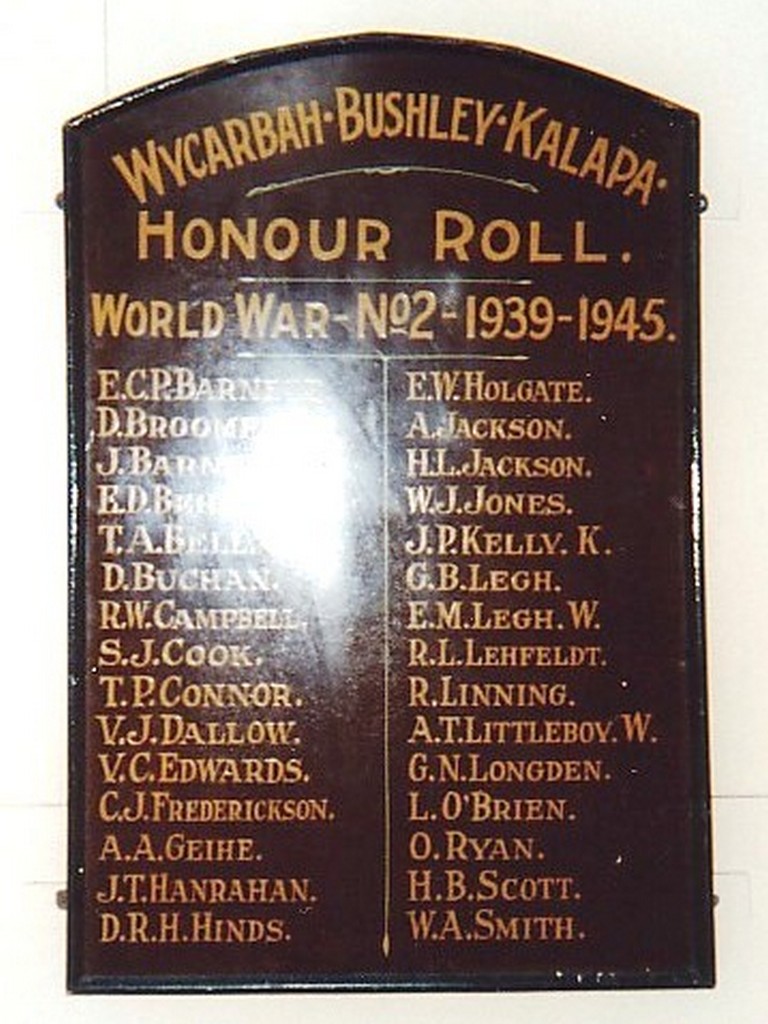 WYCARBAH·BUSHLEY·KALAPA·
HONOUR ROLL.
WORLD WAR-No2-1939-1945.
E.C.P.
D.
J.
E.D.
T.A.
D.BUCHAN.
R.W.CAMPBELL.
S.J.COOK.
T.P.CONNOR.
V.J.DALLOW.
V.C.EDWARDS.
C.J.FREDERICKSON.
A.A.GEIHE.
J.T.HANRAHAN.
D.R.H.HINDS.
E.W.HOLGATE.
A.JACKSON.
H.L.JACKSON.
W.J.JONES.
J.P.KELLY. K.
G.B.LEGH.
E.M.LEGH. W.
R.L.LEHFELDT.
R.LINNING.
A.T.LITTLEBOY. W.
G.N.LONGDEN.
L.O'BRIEN.
O.RYAN.
H.B.SCOTT.
W.A.SMITH.